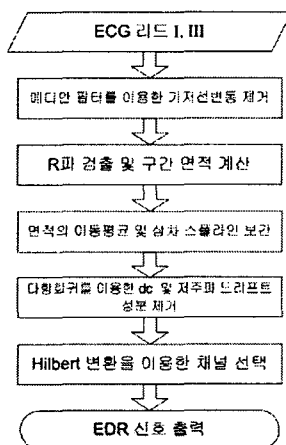 ECG 리드 I, III
메디안 필터를 이용한 기저선변동 제거
R파 검출 및 구간 면적 계산
면적의 이동평균 및 삼차 스플라인 보간
다항회귀를 이용한 dc 및 저주파 드리프트
성분 제거
Hilbert 변환을 이용한 채널 선택
EDR 신호 출력